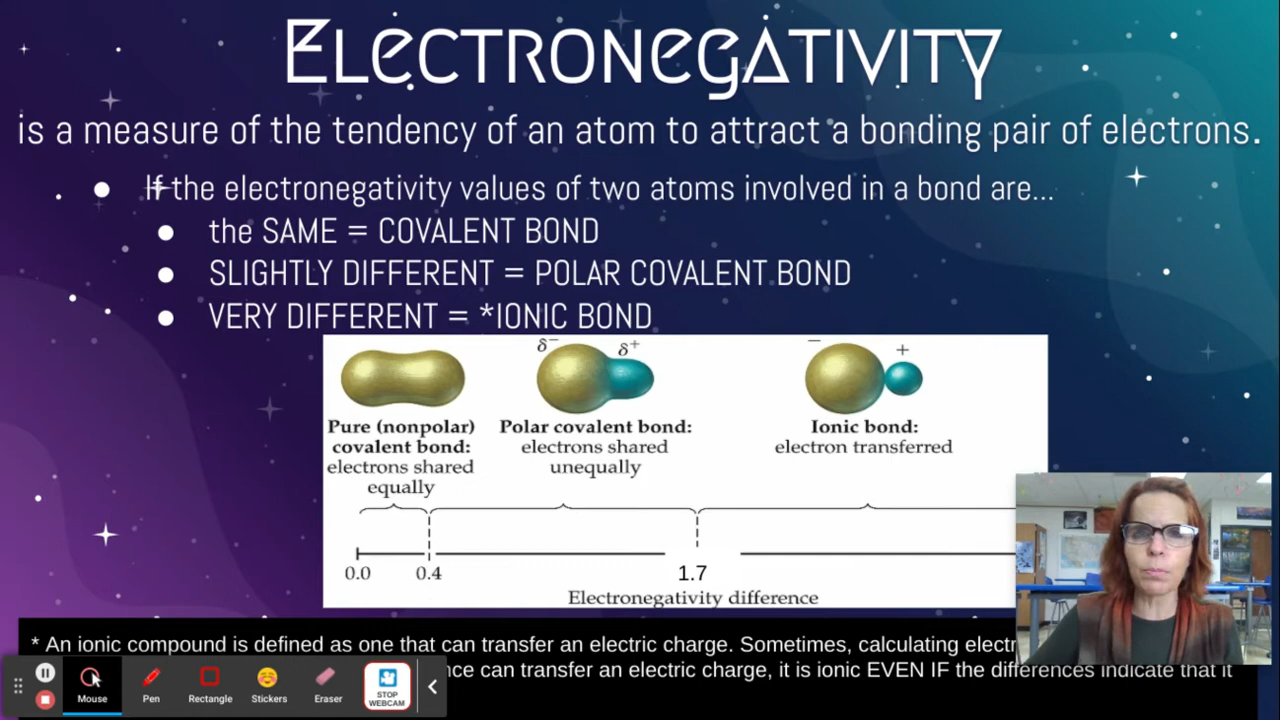 ELECTRONEGATIVITY
is a measure of the tendency of an atom to attract a bonding pair of electrons.
● If the electronegativity values of two atoms involved in a bond are...
● the SAME = COVALENT BOND
● SLIGHTLY DIFFERENT = POLAR COVALENT BOND
● VERY DIFFERENT = *IONIC BOND
δ− δ+ − +
Pure (nonpolar) covalent bond: electrons shared equally
Polar covalent bond: electrons shared unequally
Ionic bond: electron transferred
0.0 0.4 1.7
Electronegativity difference
* An ionic compound is defined as one that can transfer an electric charge. Sometimes, calculating
can transfer an electric charge, it is ionic EVEN IF the differences indicate that it
Mouse Pen Rectangle Stickers Eraser STOP WEBCAM